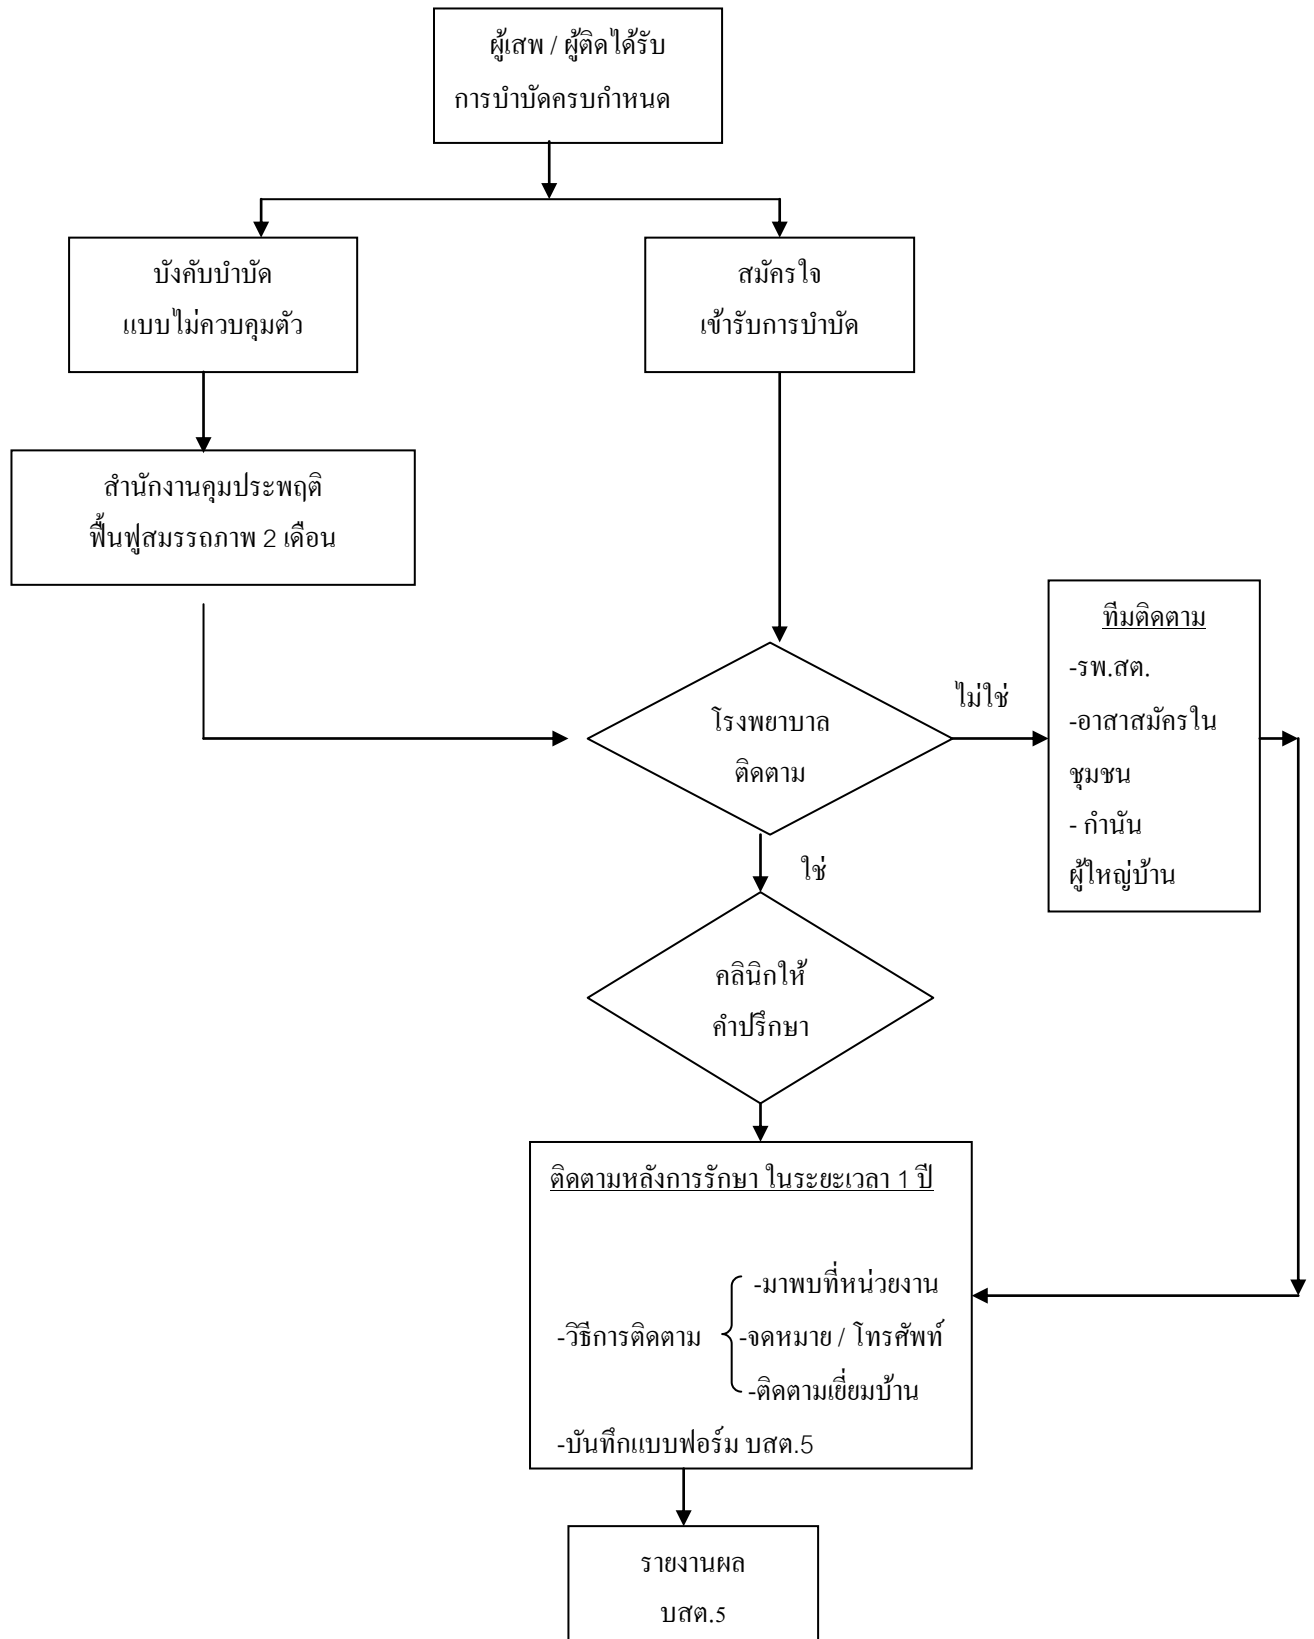 ผู้เสพ / ผู้ติดได้รับ
การบำบัดครบกำหนด
บังคับบำบัด
แบบไม่ควบคุมตัว
สมัครใจ
เข้ารับการบำบัด
สำนักงานคุมประพฤติ
ฟื้นฟูสมรรถภาพ 2 เดือน
ทีมติดตาม
-รพ.สต.
-อาสาสมัครใน
ชุมชน
- กำนัน
ผู้ใหญ่บ้าน
โรงพยาบาล
ติดตาม
ไม่ใช่
ใช่
คลินิกให้
คำปรึกษา
ติดตามหลังการรักษา ในระยะเวลา 1 ปี
-มาพบที่หน่วยงาน
-วิธีการติดตาม
-จดหมาย / โทรศัพท์
-ติดตามเยี่ยมบ้าน
-บันทึกแบบฟอร์ม บสต.5
รายงานผล
บสต.5